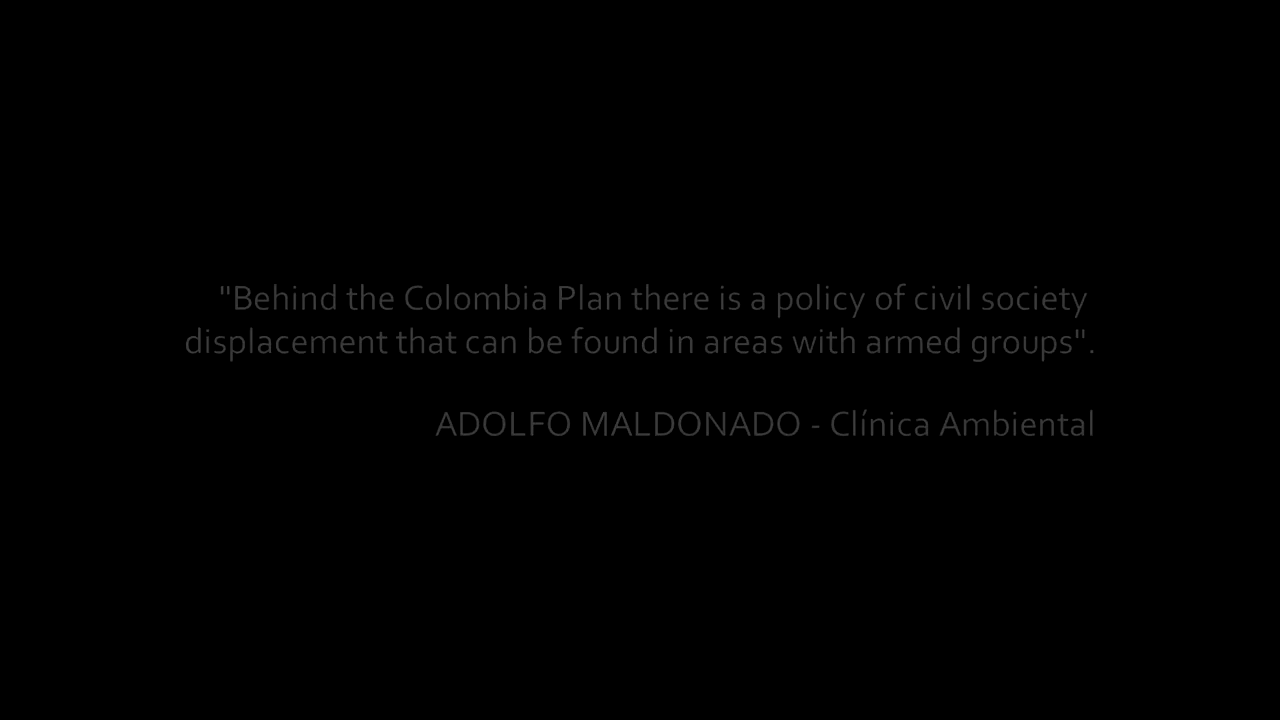 "Behind the Colombia Plan there is a policy of civil society
displacement that can be found in areas with armed groups".
ADOLFO MALDONADO - Clínica Ambiental